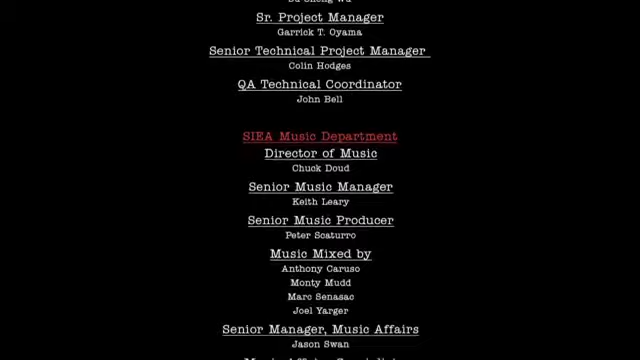 Sr. Project Manager
Garrick T. Oyama
Senior Technical Project Manager
Colin Hodges
QA Technical Coordinator
John Bell
SIEA Music Department
Director of Music
Chuck Doud
Senior Music Manager
Keith Leary
Senior Music Producer
Peter Scaturro
Music Mixed by
Anthony Caruso
Monty Mudd
Marc Senasac
Joel Yarger
Senior Manager, Music Affairs
Jason Swan